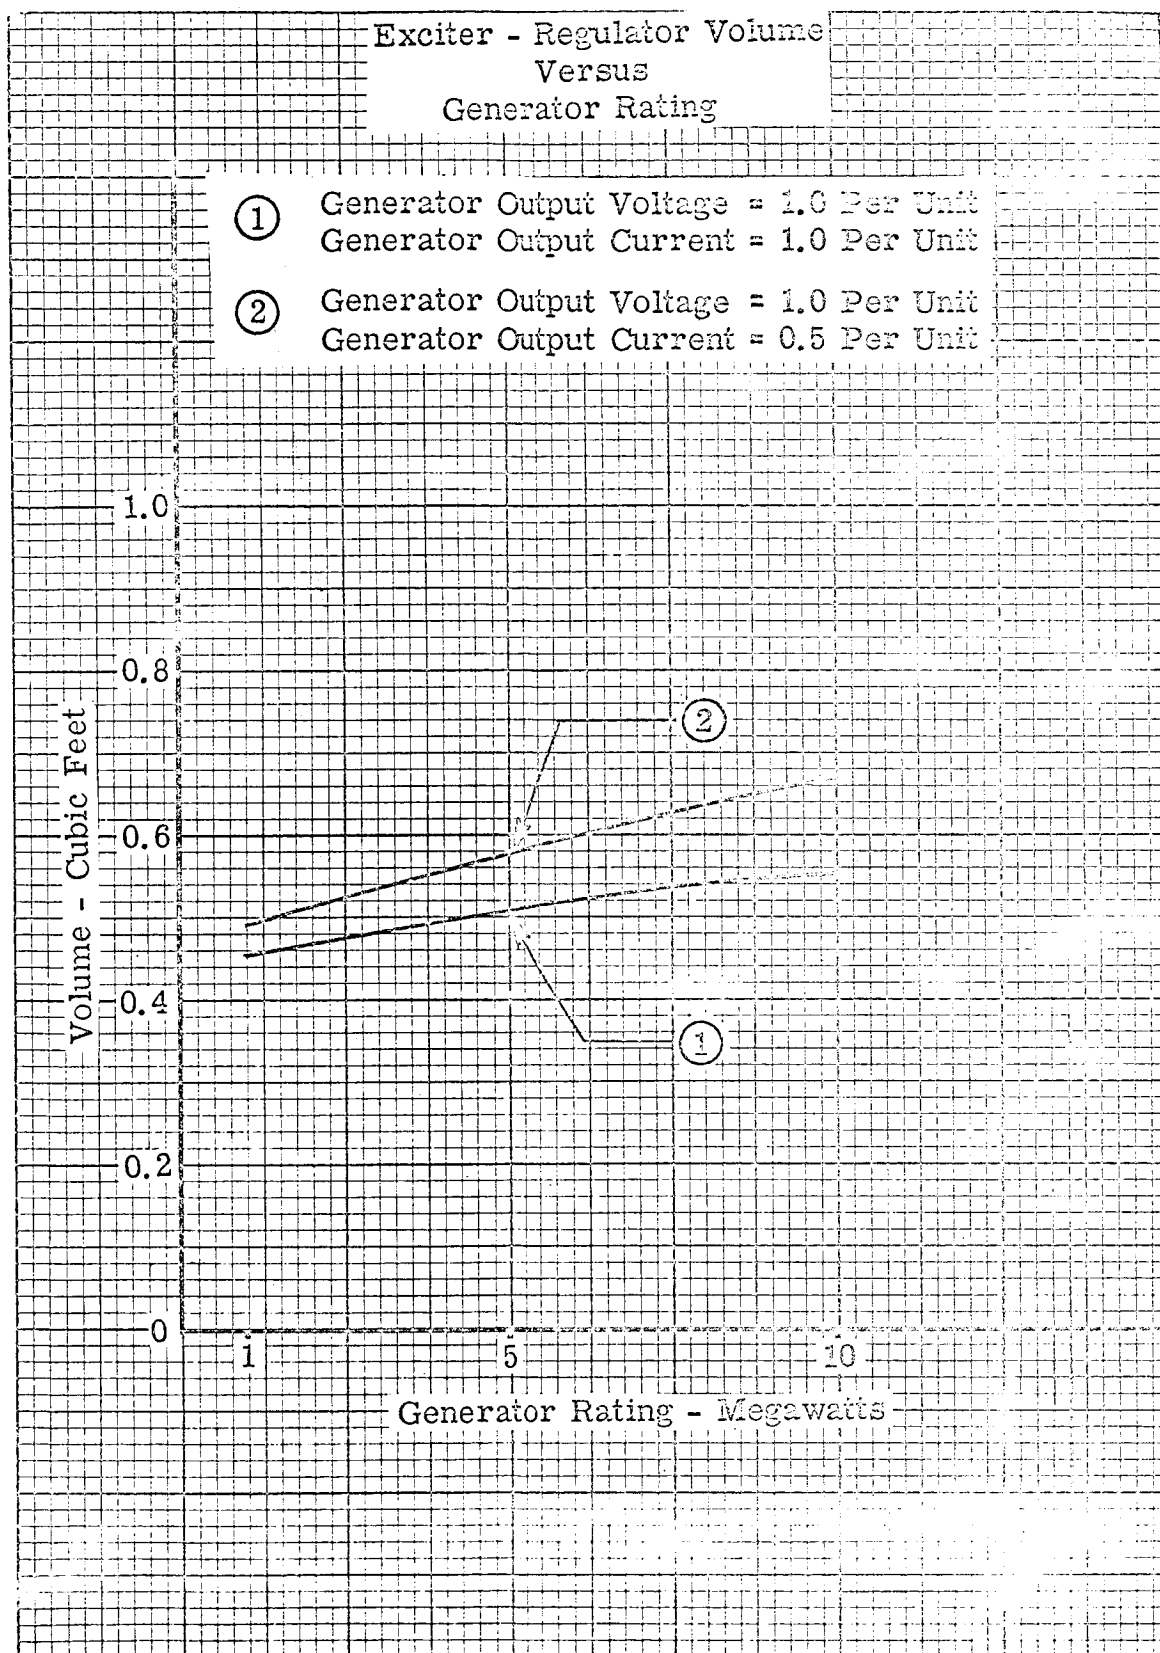 Exciter - Regulator Volume
Versus
Generator Rating
① Generator Output Voltage = 1.0 Per Unit
Generator Output Current = 1.0 Per Unit
② Generator Output Voltage = 1.0 Per Unit
Generator Output Current = 0.5 Per Unit
1.0
0.8
0.6
0.4
0.2
0
Volume - Cubic Feet
②
①
1 5 10
Generator Rating - Megawatts